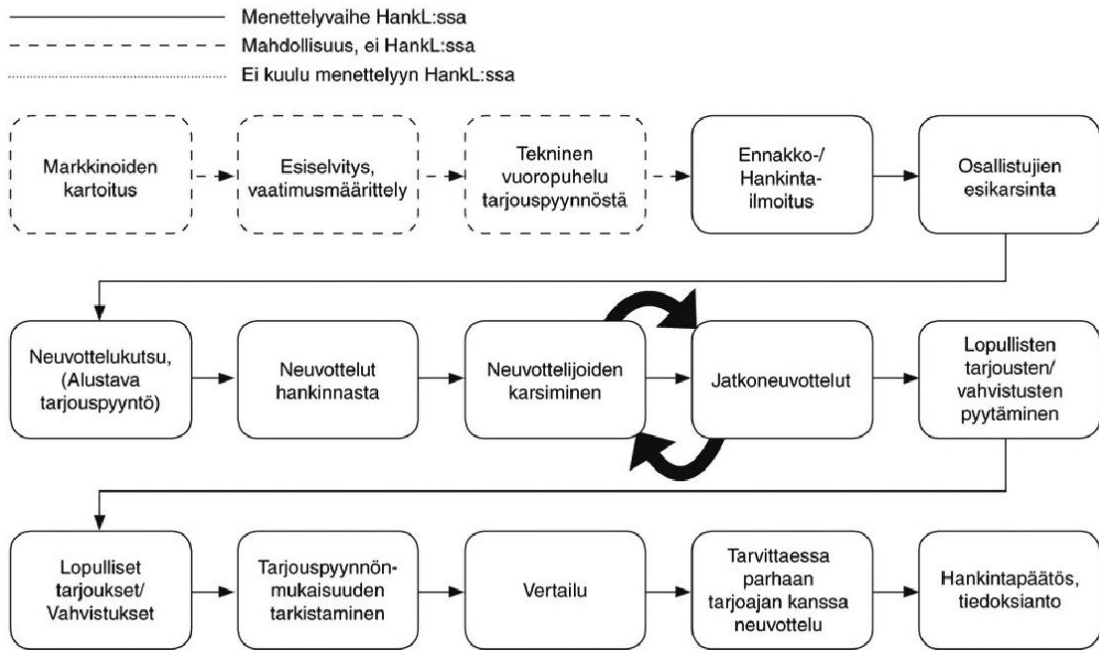 Menettelyvaihe HankL:ssa
Mahdollisuus, ei HankL:ssa
Ei kuulu menettelyyn HankL:ssa
Markkinoiden
kartoitus
Esiselvitys,
vaatimusmäärittely
Tekninen
vuoropuhelu
tarjouspyynnöstä
Ennakko-/
Hankinta-
ilmoitus
Osallistujien
esikarsinta
Neuvottelukutsu,
(Alustava
tarjouspyyntö)
Neuvottelut
hankinnasta
Neuvottelijoiden
karsiminen
Jatkoneuvottelut
Lopullisten
tarjousten/
vahvistusten
pyytäminen
Lopulliset
tarjoukset/
Vahvistukset
Tarjouspyynnön-
mukaisuuden
tarkistaminen
Vertailu
Tarvittaessa
parhaan
tarjoajan kanssa
neuvottelu
Hankintapäätös,
tiedoksianto